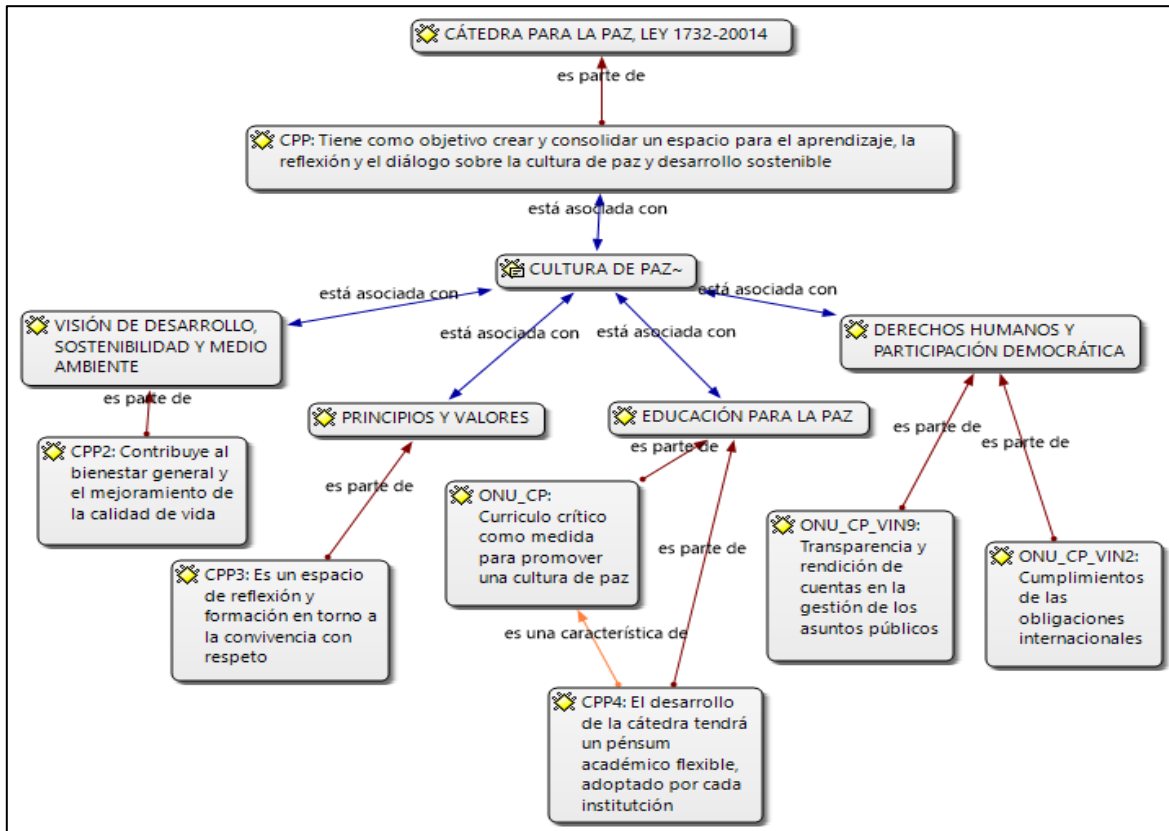 CÁTEDRA PARA LA PAZ, LEY 1732-20014
es parte de
CPP: Tiene como objetivo crear y consolidar un espacio para el aprendizaje, la
reflexión y el diálogo sobre la cultura de paz y desarrollo sostenible
está asociada con
CULTURA DE PAZ~
está asociada con
está asociada con
está asociada con
está asociada con
VISIÓN DE DESARROLLO,
SOSTENIBILIDAD Y MEDIO
AMBIENTE
DERECHOS HUMANOS Y
PARTICIPACIÓN DEMOCRÁTICA
es parte de
PRINCIPIOS Y VALORES
EDUCACIÓN PARA LA PAZ
CPP2: Contribuye al
bienestar general y
el mejoramiento de
la calidad de vida
es parte de
es parte de
es parte de
es parte de
es parte de
ONU_CP:
Curriculo crítico
como medida
para promover
una cultura de paz
ONU_CP_VIN9:
Transparencia y
rendición de
cuentas en la
gestión de los
asuntos públicos
ONU_CP_VIN2:
Cumplimientos
de las
obligaciones
internacionales
CPP3: Es un espacio
de reflexión y
formación en torno a
la convivencia con
respeto
es una característica de
CPP4: El desarrollo
de la cátedra tendrá
un pénsum
académico flexible,
adoptado por cada
institutción